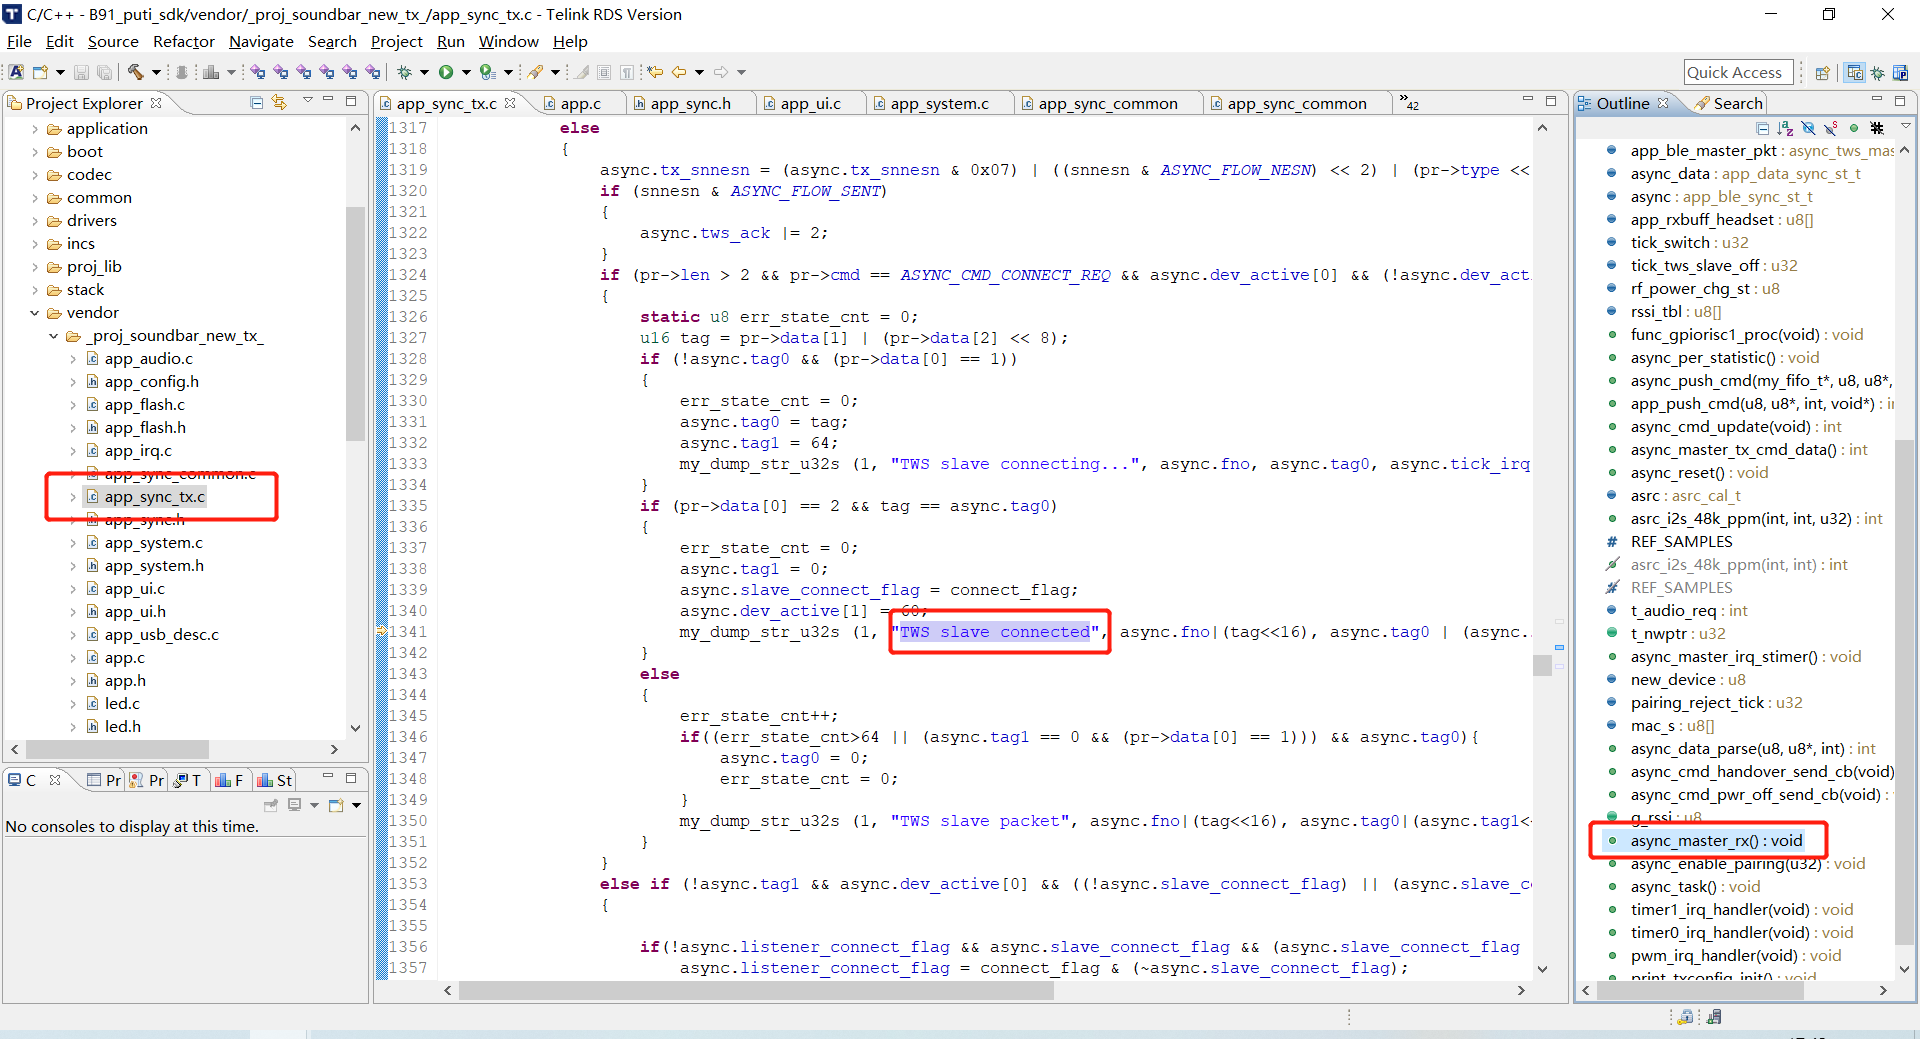 C/C++ - B91_puti_sdk/vendor/_proj_soundbar_new_tx_/app_sync_tx.c - Telink RDS Version
File Edit Source Refactor Navigate Search Project Run Window Help
Quick Access
Project Explorer
application
boot
codec
common
drivers
incs
proj_lib
stack
vendor
_proj_soundbar_new_tx_
app_audio.c
app_config.h
app_flash.c
app_flash.h
app_irq.c
app_sync_common.c
app_sync_tx.c
app_sync.h
app_system.c
app_system.h
app_ui.c
app_ui.h
app_usb_desc.c
app.c
app.h
led.c
led.h
C Pr Pr T F St
No consoles to display at this time.
app_sync_tx.c app.c app_sync.h app_ui.c app_system.c app_sync_common app_sync_common »42
1317 else
1318 {
1319 async.tx_snnesn = (async.tx_snnesn & 0x07) | ((snnesn & ASYNC_FLOW_NESN) << 2) | (pr->type <<
1320 if (snnesn & ASYNC_FLOW_SENT)
1321 {
1322 async.tws_ack |= 2;
1323 }
1324 if (pr->len > 2 && pr->cmd == ASYNC_CMD_CONNECT_REQ && async.dev_active[0] && (!async.dev_acti
1325 {
1326 static u8 err_state_cnt = 0;
1327 u16 tag = pr->data[1] | (pr->data[2] << 8);
1328 if (!async.tag0 && (pr->data[0] == 1))
1329 {
1330 err_state_cnt = 0;
1331 async.tag0 = tag;
1332 async.tag1 = 64;
1333 my_dump_str_u32s (1, "TWS slave connecting...", async.fno, async.tag0, async.tick_irq
1334 }
1335 if (pr->data[0] == 2 && tag == async.tag0)
1336 {
1337 err_state_cnt = 0;
1338 async.tag1 = 0;
1339 async.slave_connect_flag = connect_flag;
1340 async.dev_active[1] = 60;
1341 my_dump_str_u32s (1, "TWS slave connected", async.fno|(tag<<16), async.tag0 | (async.
1342 }
1343 else
1344 {
1345 err_state_cnt++;
1346 if((err_state_cnt>64 || (async.tag1 == 0 && (pr->data[0] == 1))) && async.tag0){
1347 async.tag0 = 0;
1348 err_state_cnt = 0;
1349 }
1350 my_dump_str_u32s (1, "TWS slave packet", async.fno|(tag<<16), async.tag0|(async.tag1<
1351 }
1352 }
1353 else if (!async.tag1 && async.dev_active[0] && ((!async.slave_connect_flag) || (async.slave_c
1354 {
1355
1356 if(!async.listener_connect_flag && async.slave_connect_flag && (async.slave_connect_flag
1357 async.listener_connect_flag = connect_flag & (~async.slave_connect_flag);
Outline Search
app_ble_master_pkt : async_tws_mas
async_data : app_data_sync_st_t
async : app_ble_sync_st_t
app_rxbuff_headset : u8[]
tick_switch : u32
tick_tws_slave_off : u32
rf_power_chg_st : u8
rssi_tbl : u8[]
func_gpiorisc1_proc(void) : void
async_per_statistic() : void
async_push_cmd(my_fifo_t*, u8, u8*,
app_push_cmd(u8, u8*, int, void*) : i
async_cmd_update(void) : int
async_master_tx_cmd_data() : int
async_reset() : void
asrc : asrc_cal_t
asrc_i2s_48k_ppm(int, int, u32) : int
REF_SAMPLES
asrc_i2s_48k_ppm(int, int) : int
REF_SAMPLES
t_audio_req : int
t_nwptr : u32
async_master_irq_stimer() : void
new_device : u8
pairing_reject_tick : u32
mac_s : u8[]
async_data_parse(u8, u8*, int) : int
async_cmd_handover_send_cb(void)
async_cmd_pwr_off_send_cb(void) :
g_rssi : u8
async_master_rx() : void
async_enable_pairing(u32) : void
async_task() : void
timer1_irq_handler(void) : void
timer0_irq_handler(void) : void
pwm_irq_handler(void) : void
print_txconfig_init() : void